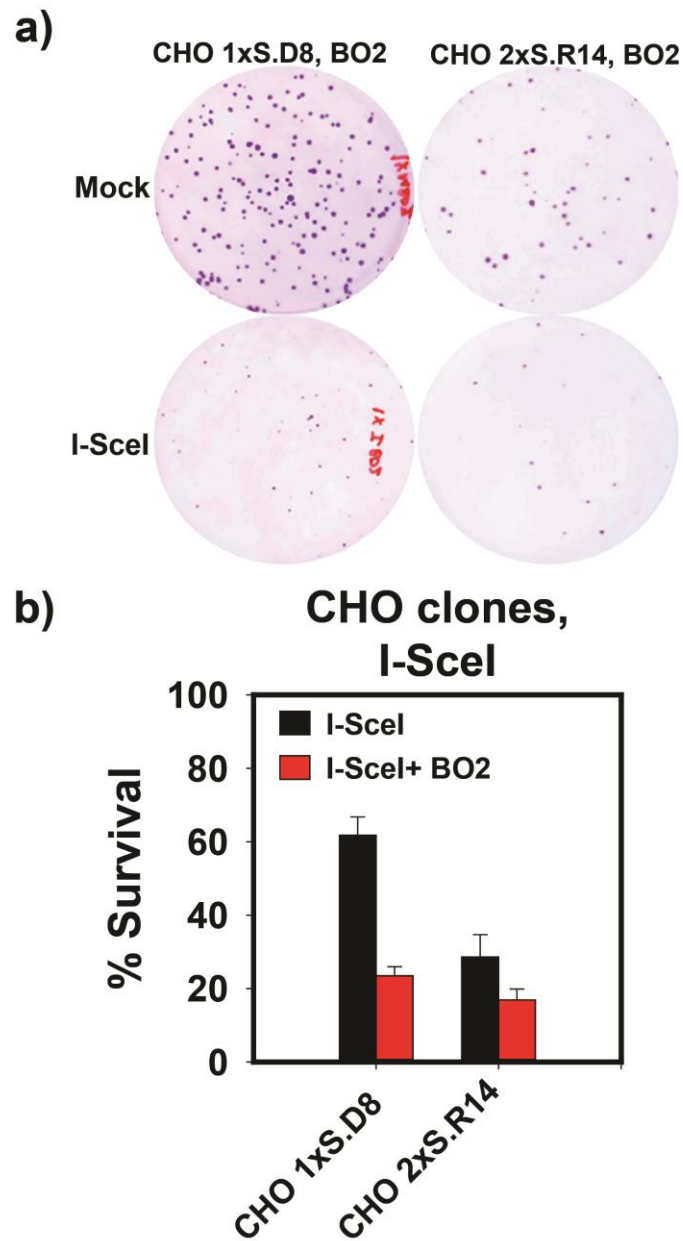 a)
CHO 1xS.D8, BO2
CHO 2xS.R14, BO2
Mock
I-SceI
b)
CHO clones,
I-SceI
100
80
60
40
20
0
% Survival
I-SceI
I-SceI+ BO2
CHO 1xS.D8
CHO 2xS.R14